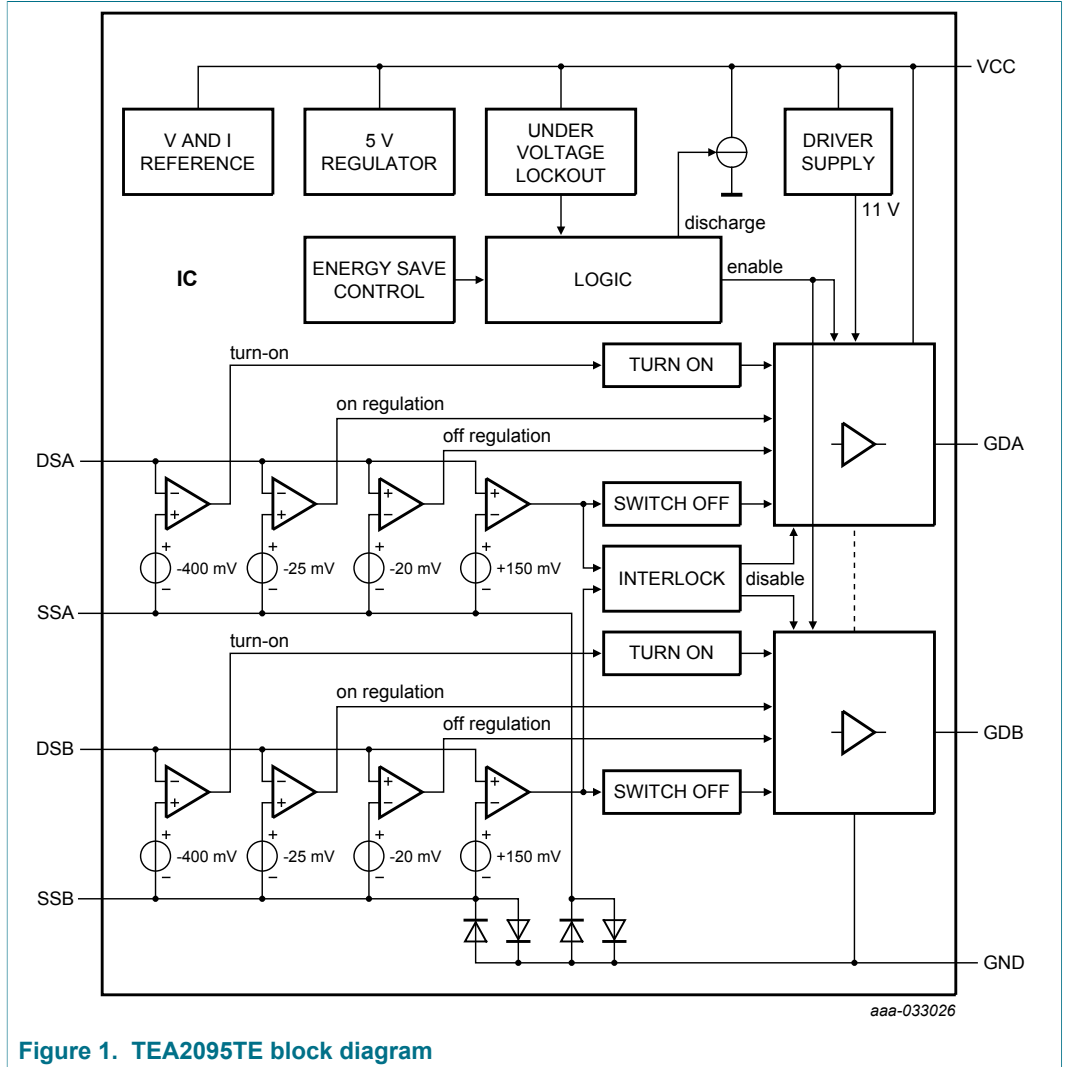 VCC
V AND I
REFERENCE
5 V
REGULATOR
UNDER
VOLTAGE
LOCKOUT
DRIVER
SUPPLY
11 V
discharge
IC
ENERGY SAVE
CONTROL
LOGIC
enable
turn-on
TURN ON
on regulation
off regulation
DSA
GDA
- - + +
+ + - -
SWITCH OFF
+ + + +
-400 mV -25 mV -20 mV +150 mV
- - - -
INTERLOCK
disable
SSA
turn-on
TURN ON
on regulation
off regulation
DSB
GDB
- - + +
+ + - -
SWITCH OFF
+ + + +
-400 mV -25 mV -20 mV +150 mV
- - - -
SSB
GND
aaa-033026
Figure 1. TEA2095TE block diagram